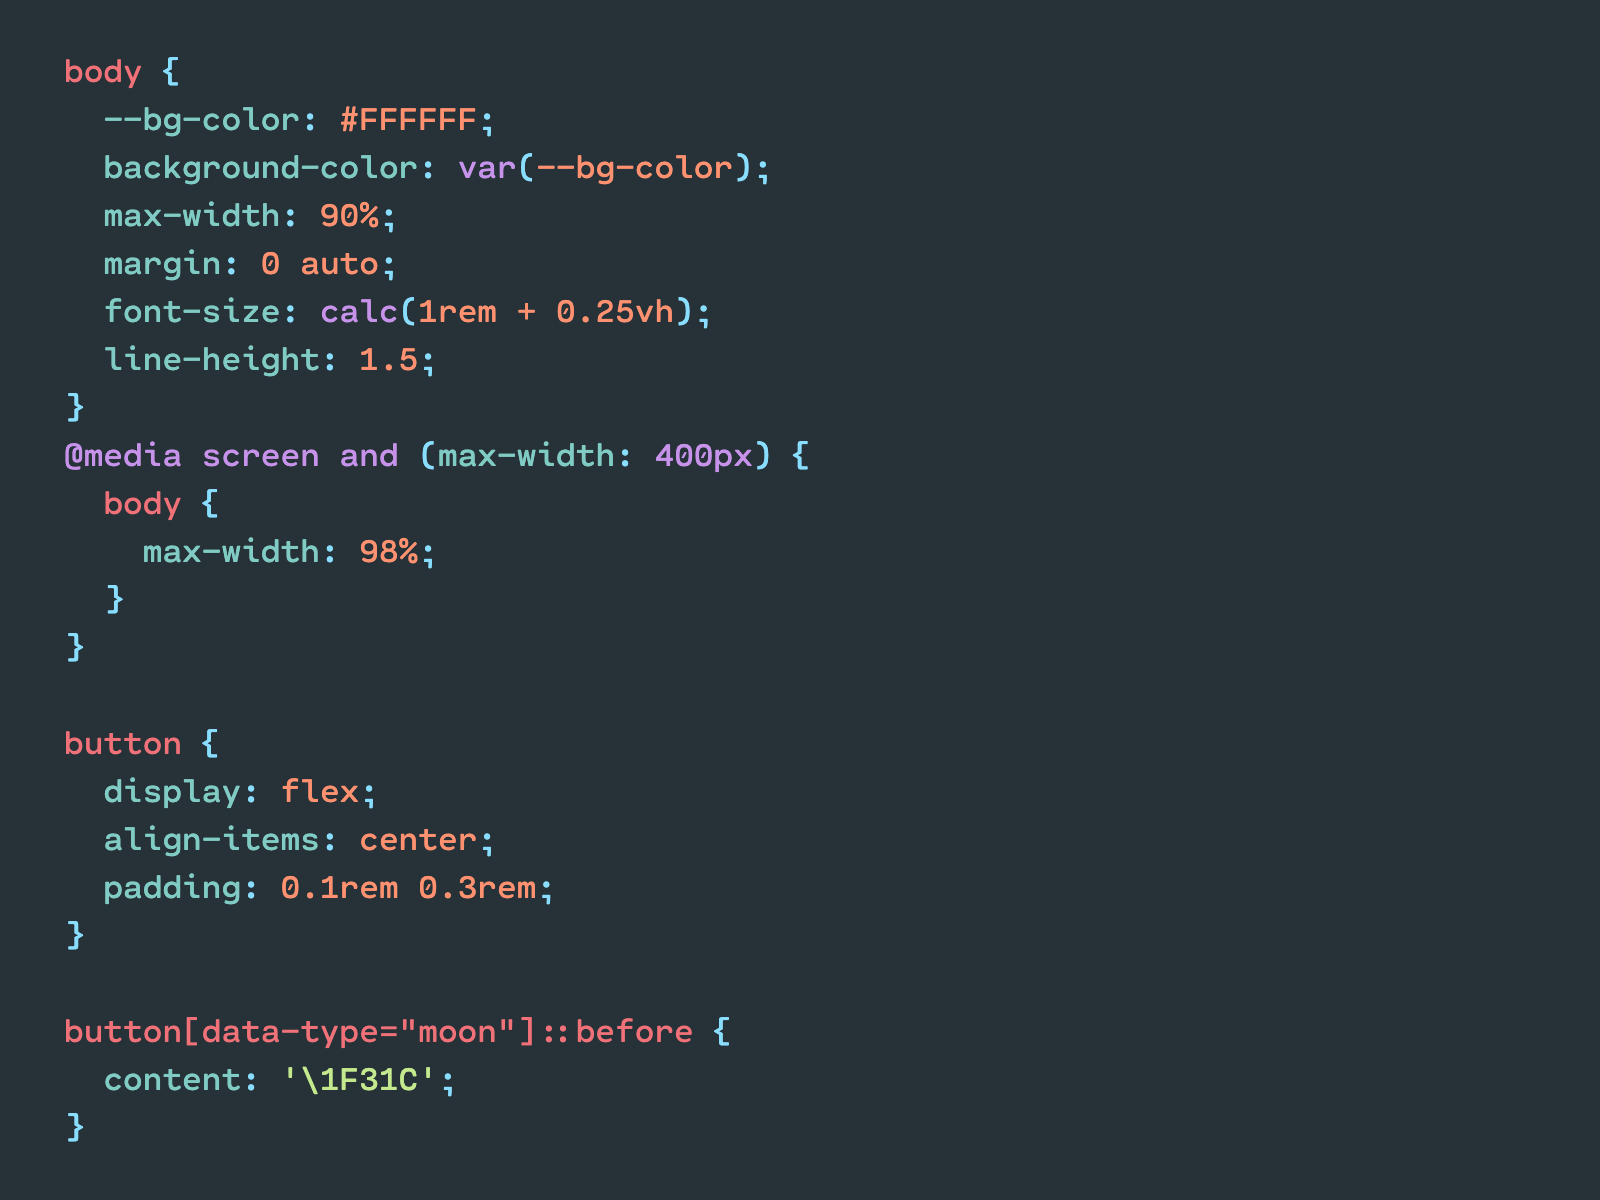 body {
  --bg-color: #FFFFFF;
  background-color: var(--bg-color);
  max-width: 90%;
  margin: 0 auto;
  font-size: calc(1rem + 0.25vh);
  line-height: 1.5;
}
@media screen and (max-width: 400px) {
  body {
    max-width: 98%;
  }
}

button {
  display: flex;
  align-items: center;
  padding: 0.1rem 0.3rem;
}

button[data-type="moon"]::before {
  content: '\1F31C';
}